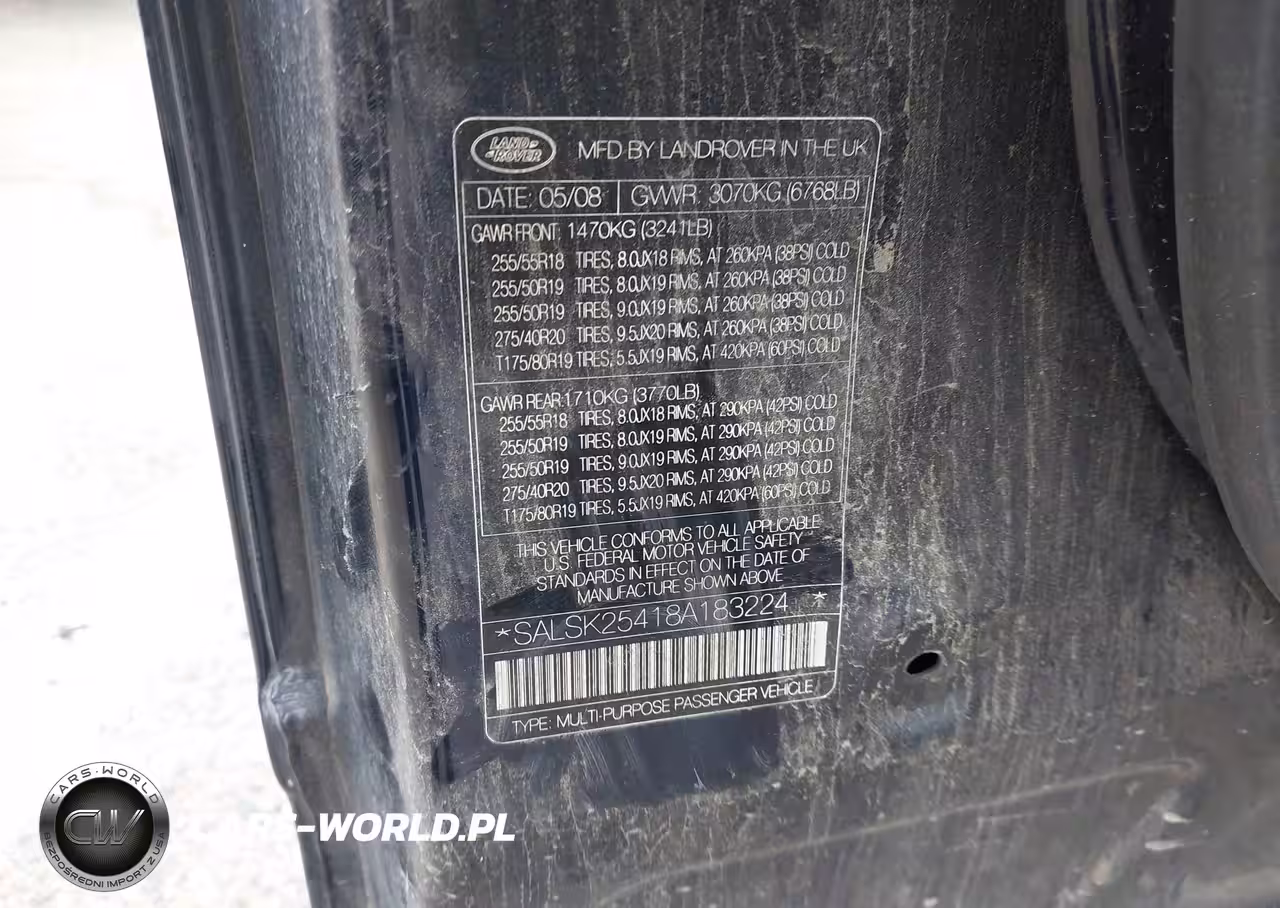 LAND-ROVER
MFD BY LANDROVER IN THE UK
DATE: 05/08 GVWR: 3070KG (6768LB)
GAWR FRONT: 1470KG (3241LB)
255/55R18 TIRES, 8.0JX18 RIMS, AT 260KPA (38PSI) COLD
255/50R19 TIRES, 8.0JX19 RIMS, AT 260KPA (38PSI) COLD
255/50R19 TIRES, 9.0JX19 RIMS, AT 260KPA (38PSI) COLD
275/40R20 TIRES, 9.5JX20 RIMS, AT 260KPA (38PSI) COLD
T175/80R19 TIRES, 5.5JX19 RIMS, AT 420KPA (60PSI) COLD
GAWR REAR:1710KG (3770LB)
255/55R18 TIRES, 8.0JX18 RIMS, AT 290KPA (42PSI) COLD
255/50R19 TIRES, 8.0JX19 RIMS, AT 290KPA (42PSI) COLD
255/50R19 TIRES, 9.0JX19 RIMS, AT 290KPA (42PSI) COLD
275/40R20 TIRES, 9.5JX20 RIMS, AT 290KPA (42PSI) COLD
T175/80R19 TIRES, 5.5JX19 RIMS, AT 420KPA (60PSI) COLD
THIS VEHICLE CONFORMS TO ALL APPLICABLE
U.S. FEDERAL MOTOR VEHICLE SAFETY
STANDARDS IN EFFECT ON THE DATE OF
MANUFACTURE SHOWN ABOVE
*SALSK25418A183224 *
TYPE: MULTI-PURPOSE PASSENGER VEHICLE
CARS-WORLD
CW
BEZPOŚREDNI IMPORT Z USA
CARS-WORLD.PL